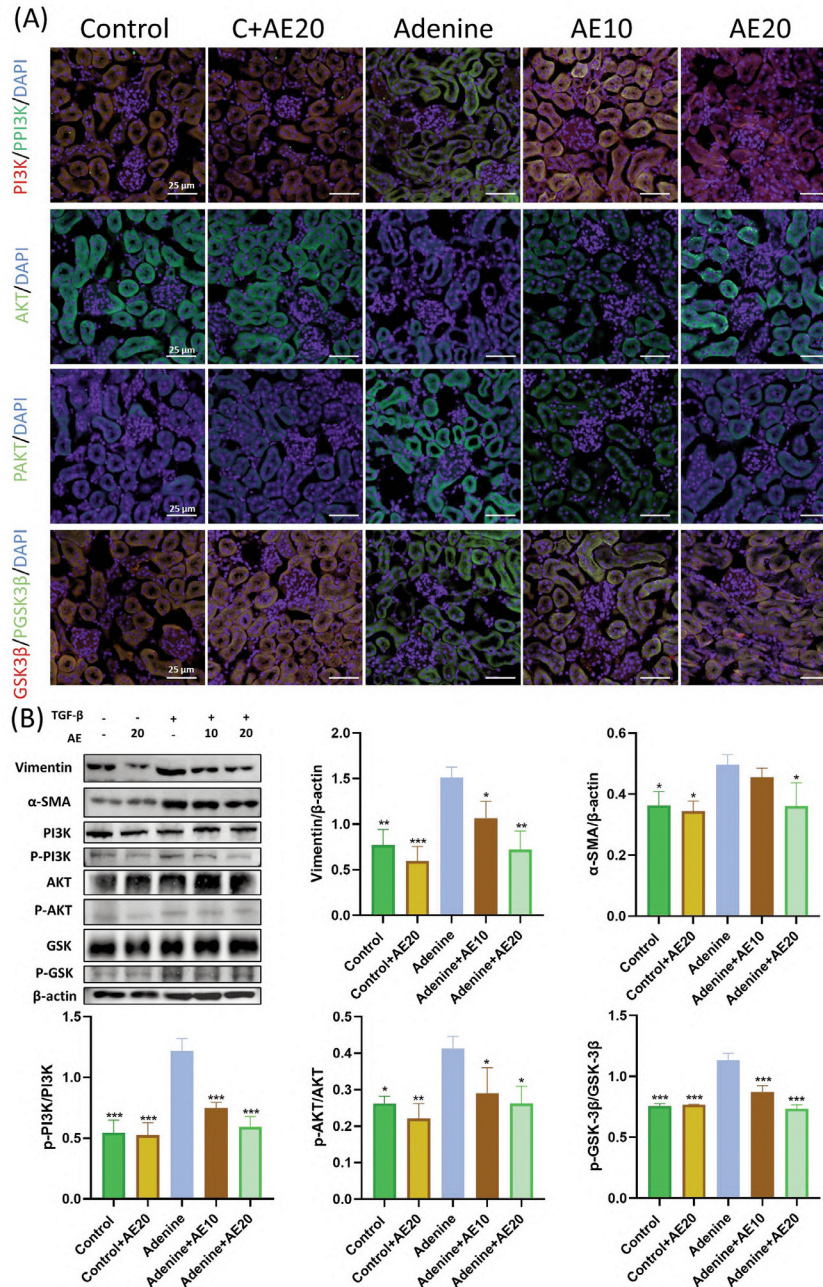 (A)
Control C+AE20 Adenine AE10 AE20
PI3K/PPI3K/DAPI
25 μm
AKT/DAPI
25 μm
PAKT/DAPI
25 μm
GSK3β/PGSK3β/DAPI
25 μm
(B)
TGF-β - - + + +
AE - 20 - 10 20
Vimentin
α-SMA
PI3K
P-PI3K
AKT
P-AKT
GSK
P-GSK
β-actin
Vimentin/β-actin
2.0
1.5
1.0
0.5
0.0
** *** * **
Control
Control+AE20
Adenine
Adenine+AE10
Adenine+AE20
α-SMA/β-actin
0.6
0.4
0.2
0.0
* * *
Control
Control+AE20
Adenine
Adenine+AE10
Adenine+AE20
p-PI3K/PI3K
1.5
1.0
0.5
0.0
*** *** *** ***
Control
Control+AE20
Adenine
Adenine+AE10
Adenine+AE20
p-AKT/AKT
0.5
0.4
0.3
0.2
0.1
0.0
* ** * *
Control
Control+AE20
Adenine
Adenine+AE10
Adenine+AE20
p-GSK-3β/GSK-3β
1.5
1.0
0.5
0.0
*** *** *** ***
Control
Control+AE20
Adenine
Adenine+AE10
Adenine+AE20